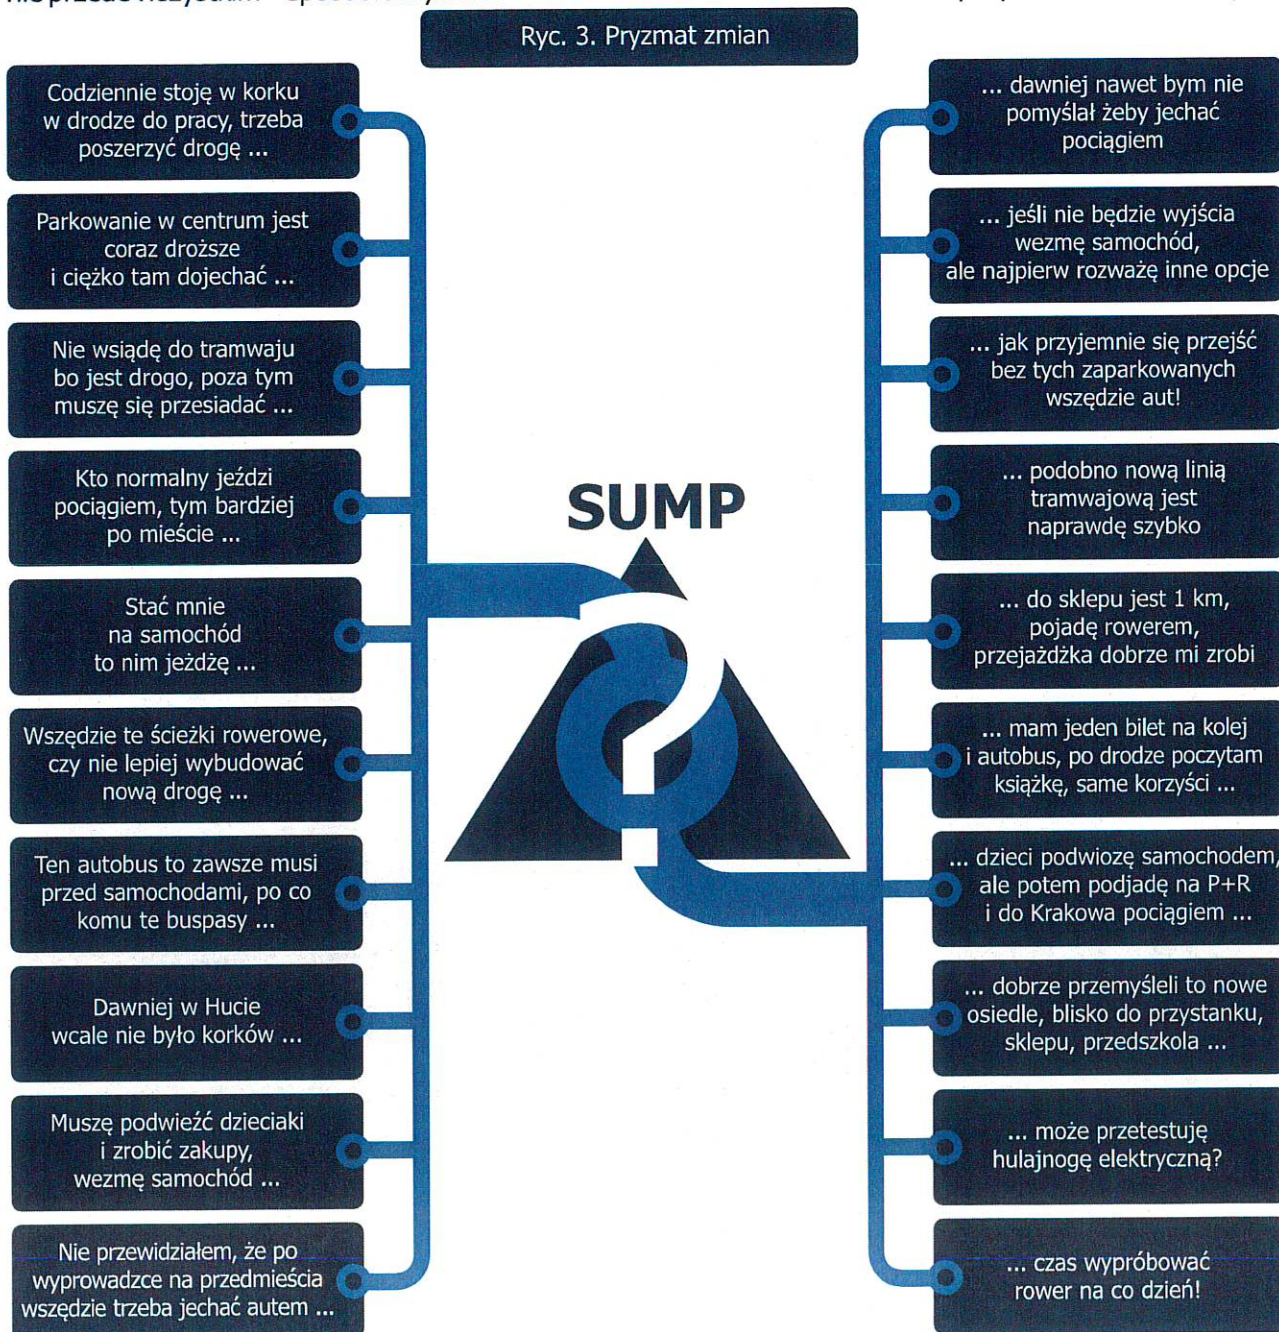 Ryc. 3. Pryzmat zmian
Codziennie stoję w korku
w drodze do pracy, trzeba
poszerzyć drogę ...
Parkowanie w centrum jest
coraz droższe
i ciężko tam dojechać ...
Nie wsiądę do tramwaju
bo jest drogo, poza tym
muszę się przesiadać ...
Kto normalny jeździ
pociągiem, tym bardziej
po mieście ...
Stać mnie
na samochód
to nim jeżdżę ...
Wszędzie te ścieżki rowerowe,
czy nie lepiej wybudować
nową drogę ...
Ten autobus to zawsze musi
przed samochodami, po co
komu te buspasy ...
Dawniej w Hucie
wcale nie było korków ...
Muszę podwieźć dzieciaki
i zrobić zakupy,
wezmę samochód ...
Nie przewidziałem, że po
wyprowadzce na przedmieścia
wszędzie trzeba jechać autem ...
SUMP
?
... dawniej nawet bym nie
pomyślał żeby jechać
pociągiem
... jeśli nie będzie wyjścia
wezmę samochód,
ale najpierw rozważę inne opcje
... jak przyjemnie się przejść
bez tych zaparkowanych
wszędzie aut!
... podobno nową linią
tramwajową jest
naprawdę szybko
... do sklepu jest 1 km,
pojadę rowerem,
przejażdżka dobrze mi zrobi
... mam jeden bilet na kolej
i autobus, po drodze poczytam
książkę, same korzyści ...
... dzieci podwiozę samochodem,
ale potem podjadę na P+R
i do Krakowa pociągiem ...
... dobrze przemyśleli to nowe
osiedle, blisko do przystanku,
sklepu, przedszkola ...
... może przetestuję
hulajnogę elektryczną?
... czas wypróbować
rower na co dzień!